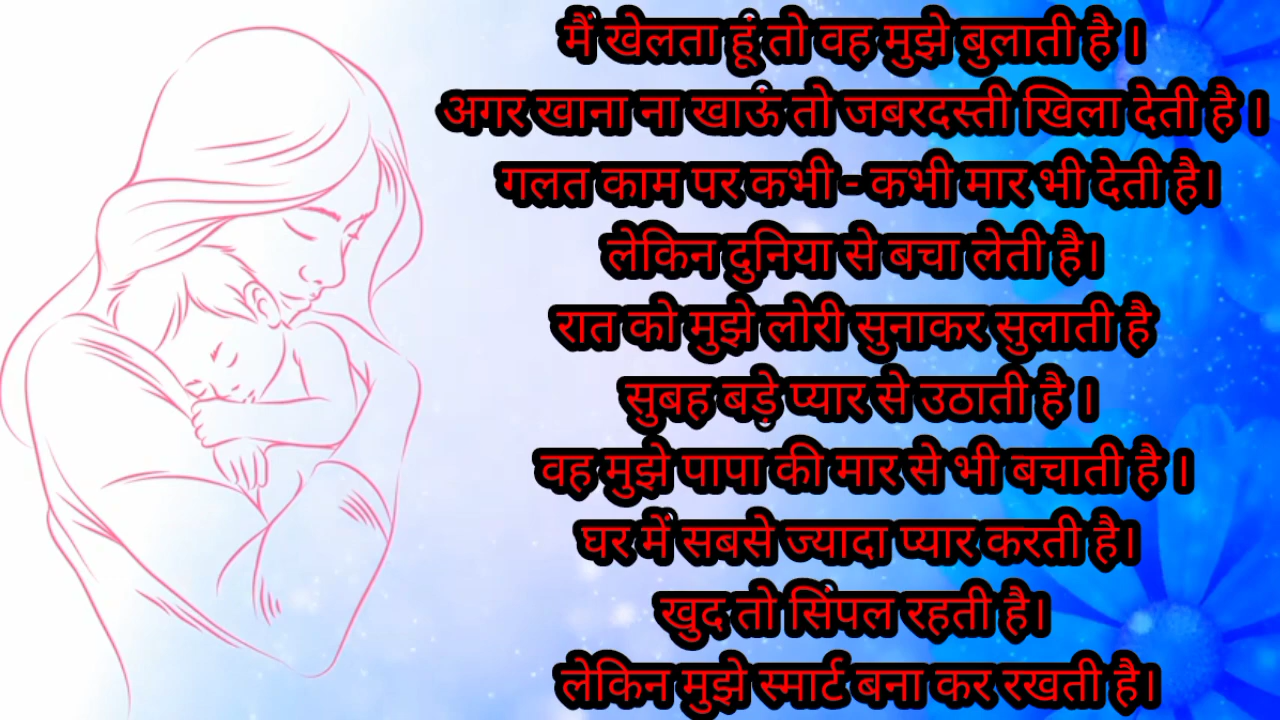 मैं खेलता हूं तो वह मुझे बुलाती है ।
अगर खाना ना खाऊं तो जबरदस्ती खिला देती है ।
गलत काम पर कभी - कभी मार भी देती है।
लेकिन दुनिया से बचा लेती है।
रात को मुझे लोरी सुनाकर सुलाती है
सुबह बड़े प्यार से उठाती है ।
वह मुझे पापा की मार से भी बचाती है ।
घर में सबसे ज्यादा प्यार करती है।
खुद तो सिंपल रहती है।
लेकिन मुझे स्मार्ट बना कर रखती है।